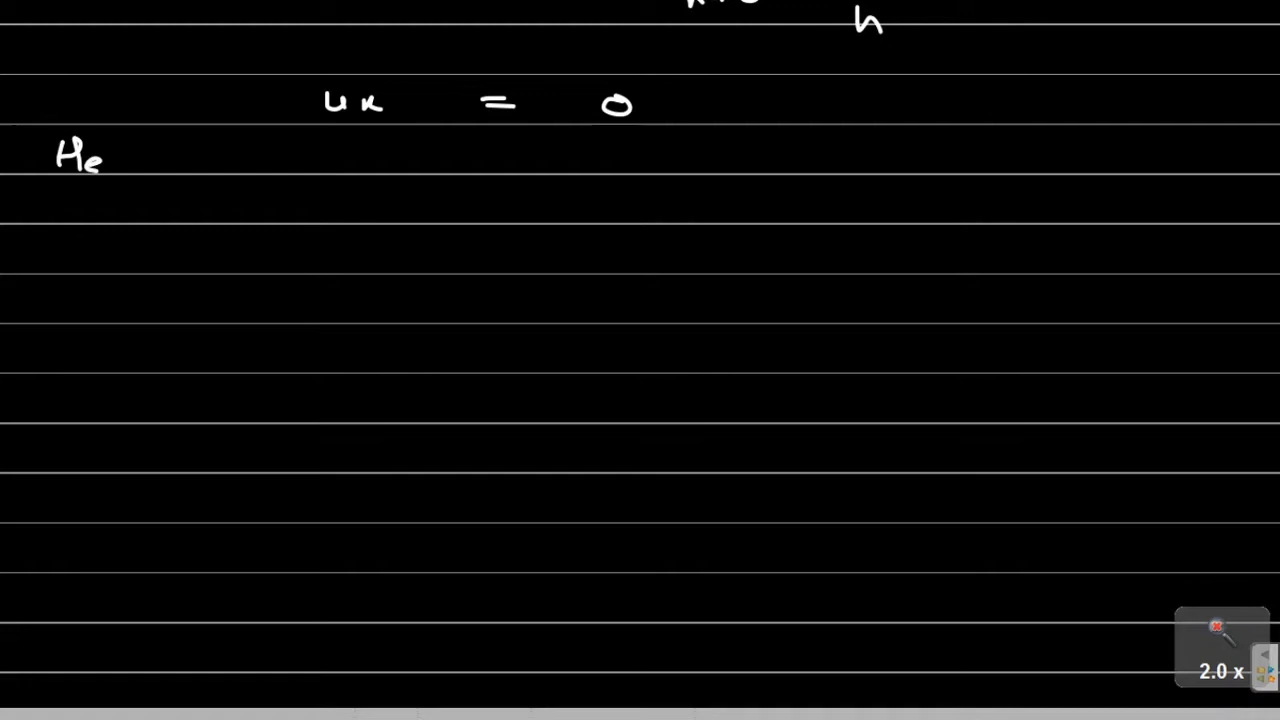 h
ux = 0
He
2.0 x